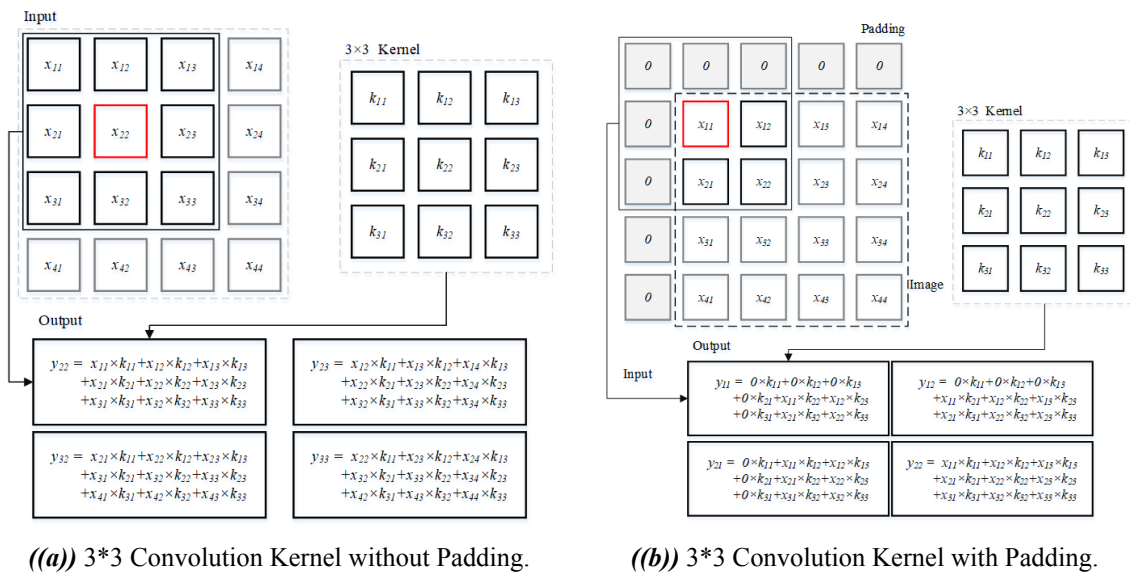 Input
x11 x12 x13 x14
x21 x22 x23 x24
x31 x32 x33 x34
x41 x42 x43 x44
3×3 Kernel
k11 k12 k13
k21 k22 k23
k31 k32 k33
Output
y22 = x11×k11+x12×k12+x13×k13
+x21×k21+x22×k22+x23×k23
+x31×k31+x32×k32+x33×k33
y23 = x12×k11+x13×k12+x14×k13
+x22×k21+x23×k22+x24×k23
+x32×k31+x33×k32+x34×k33
y32 = x21×k11+x22×k12+x23×k13
+x31×k21+x32×k22+x33×k23
+x41×k31+x42×k32+x43×k33
y33 = x22×k11+x23×k12+x24×k13
+x32×k21+x33×k22+x34×k23
+x42×k31+x43×k32+x44×k33
((a)) 3*3 Convolution Kernel without Padding.
Padding
0 0 0 0 0
0 x11 x12 x13 x14
0 x21 x22 x23 x24
0 x31 x32 x33 x34
0 x41 x42 x43 x44
Image
3×3 Kernel
k11 k12 k13
k21 k22 k23
k31 k32 k33
Output
Input
y11 = 0×k11+0×k12+0×k13
+0×k21+x11×k22+x12×k23
+0×k31+x21×k32+x22×k33
y12 = 0×k11+0×k12+0×k13
+x11×k21+x12×k22+x13×k23
+x21×k31+x22×k32+x23×k33
y21 = 0×k11+x11×k12+x12×k13
+0×k21+x21×k22+x22×k23
+0×k31+x31×k32+x32×k33
y22 = x11×k11+x12×k12+x13×k13
+x21×k21+x22×k22+x23×k23
+x31×k31+x32×k32+x33×k33
((b)) 3*3 Convolution Kernel with Padding.